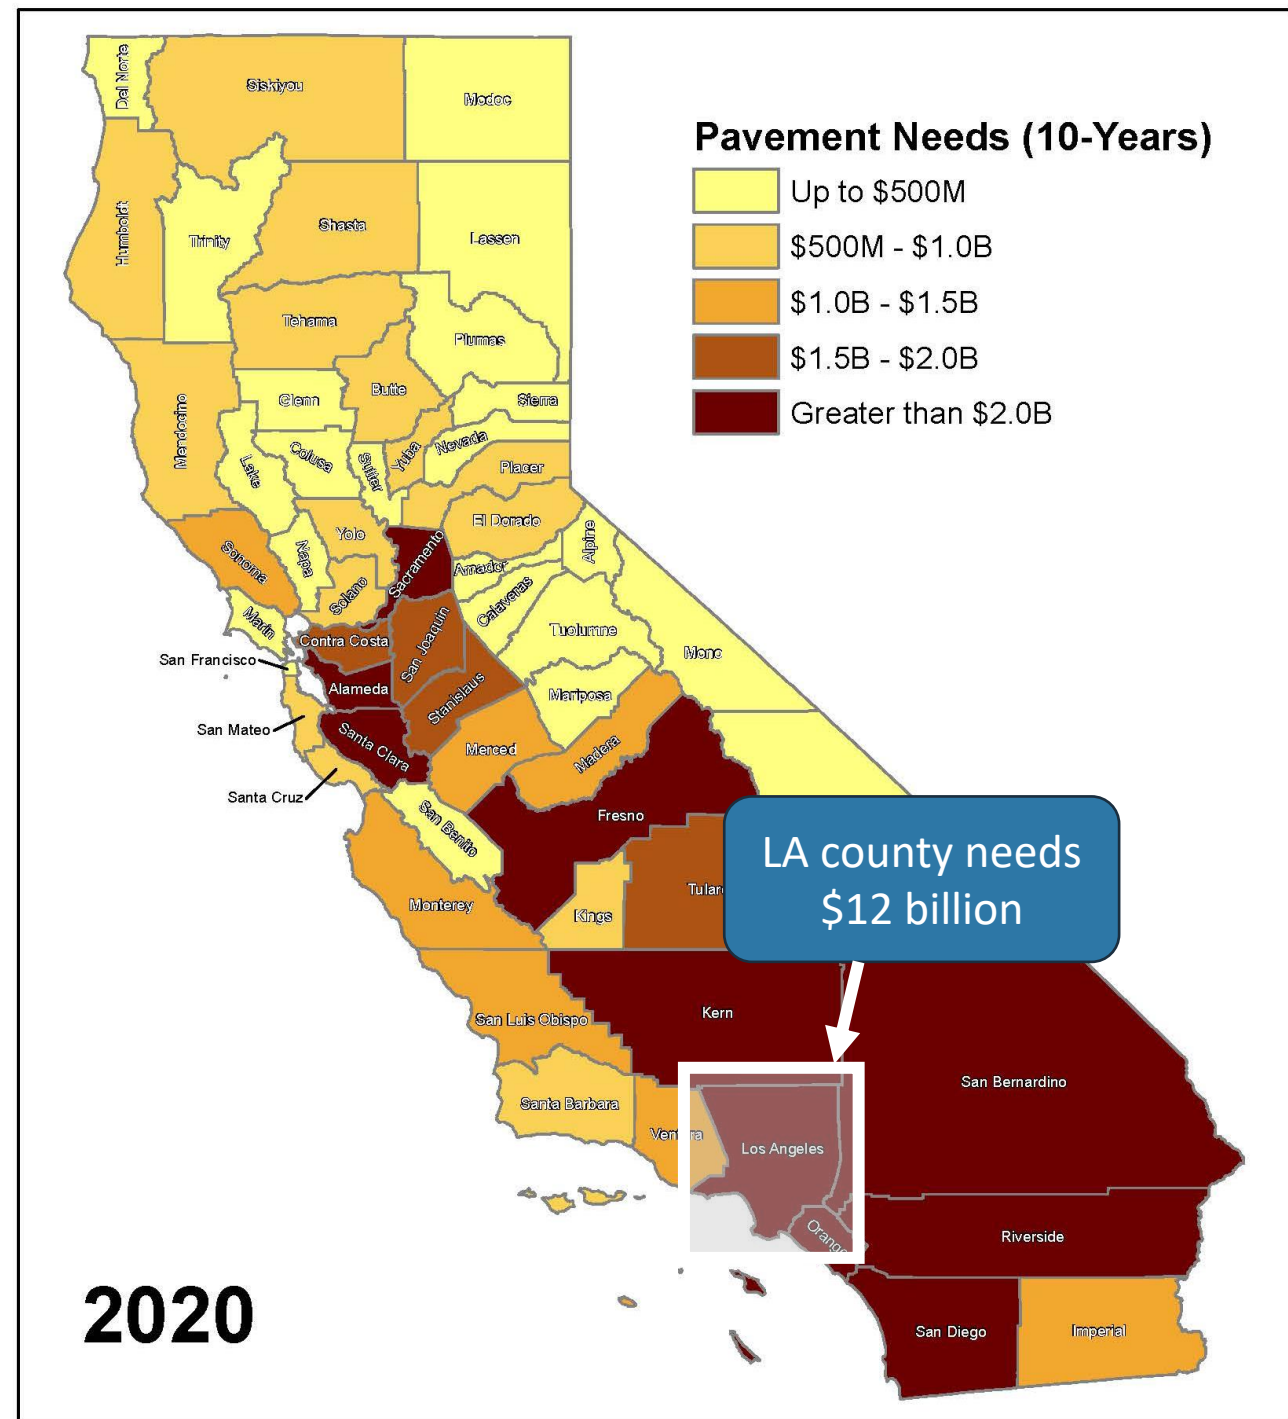 Pavement Needs (10-Years)
Up to $500M
$500M - $1.0B
$1.0B - $1.5B
$1.5B - $2.0B
Greater than $2.0B
Del Norte
Siskiyou
Modoc
Humboldt
Trinity
Shasta
Lassen
Tehama
Plumas
Mendocino
Glenn
Butte
Sierra
Lake
Colusa
Sutter
Yuba
Nevada
Placer
Sonoma
Napa
Yolo
Sacramento
El Dorado
Alpine
Marin
Solano
Amador
Calaveras
Contra Costa
San Joaquin
Tuolumne
Mono
San Francisco
Alameda
Stanislaus
Mariposa
San Mateo
Santa Clara
Merced
Madera
Santa Cruz
San Benito
Fresno
LA county needs
$12 billion
Monterey
Kings
San Luis Obispo
Kern
San Bernardino
Santa Barbara
Ventura
Los Angeles
Orange
Riverside
San Diego
Imperial
2020